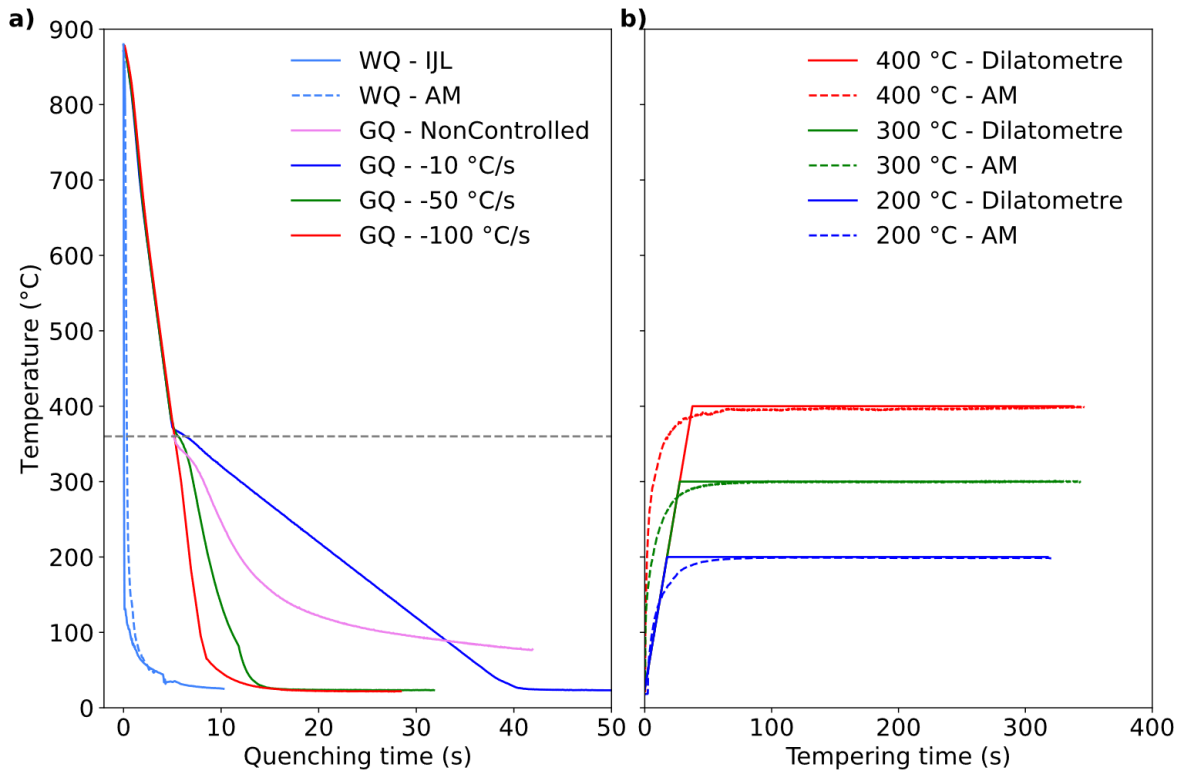 a)
900
800
700
600
500
400
300
200
100
0
Temperature (°C)
WQ - IJL
WQ - AM
GQ - NonControlled
GQ - -10 °C/s
GQ - -50 °C/s
GQ - -100 °C/s
0 10 20 30 40 50
Quenching time (s)
b)
400 °C - Dilatometre
400 °C - AM
300 °C - Dilatometre
300 °C - AM
200 °C - Dilatometre
200 °C - AM
0 100 200 300 400
Tempering time (s)